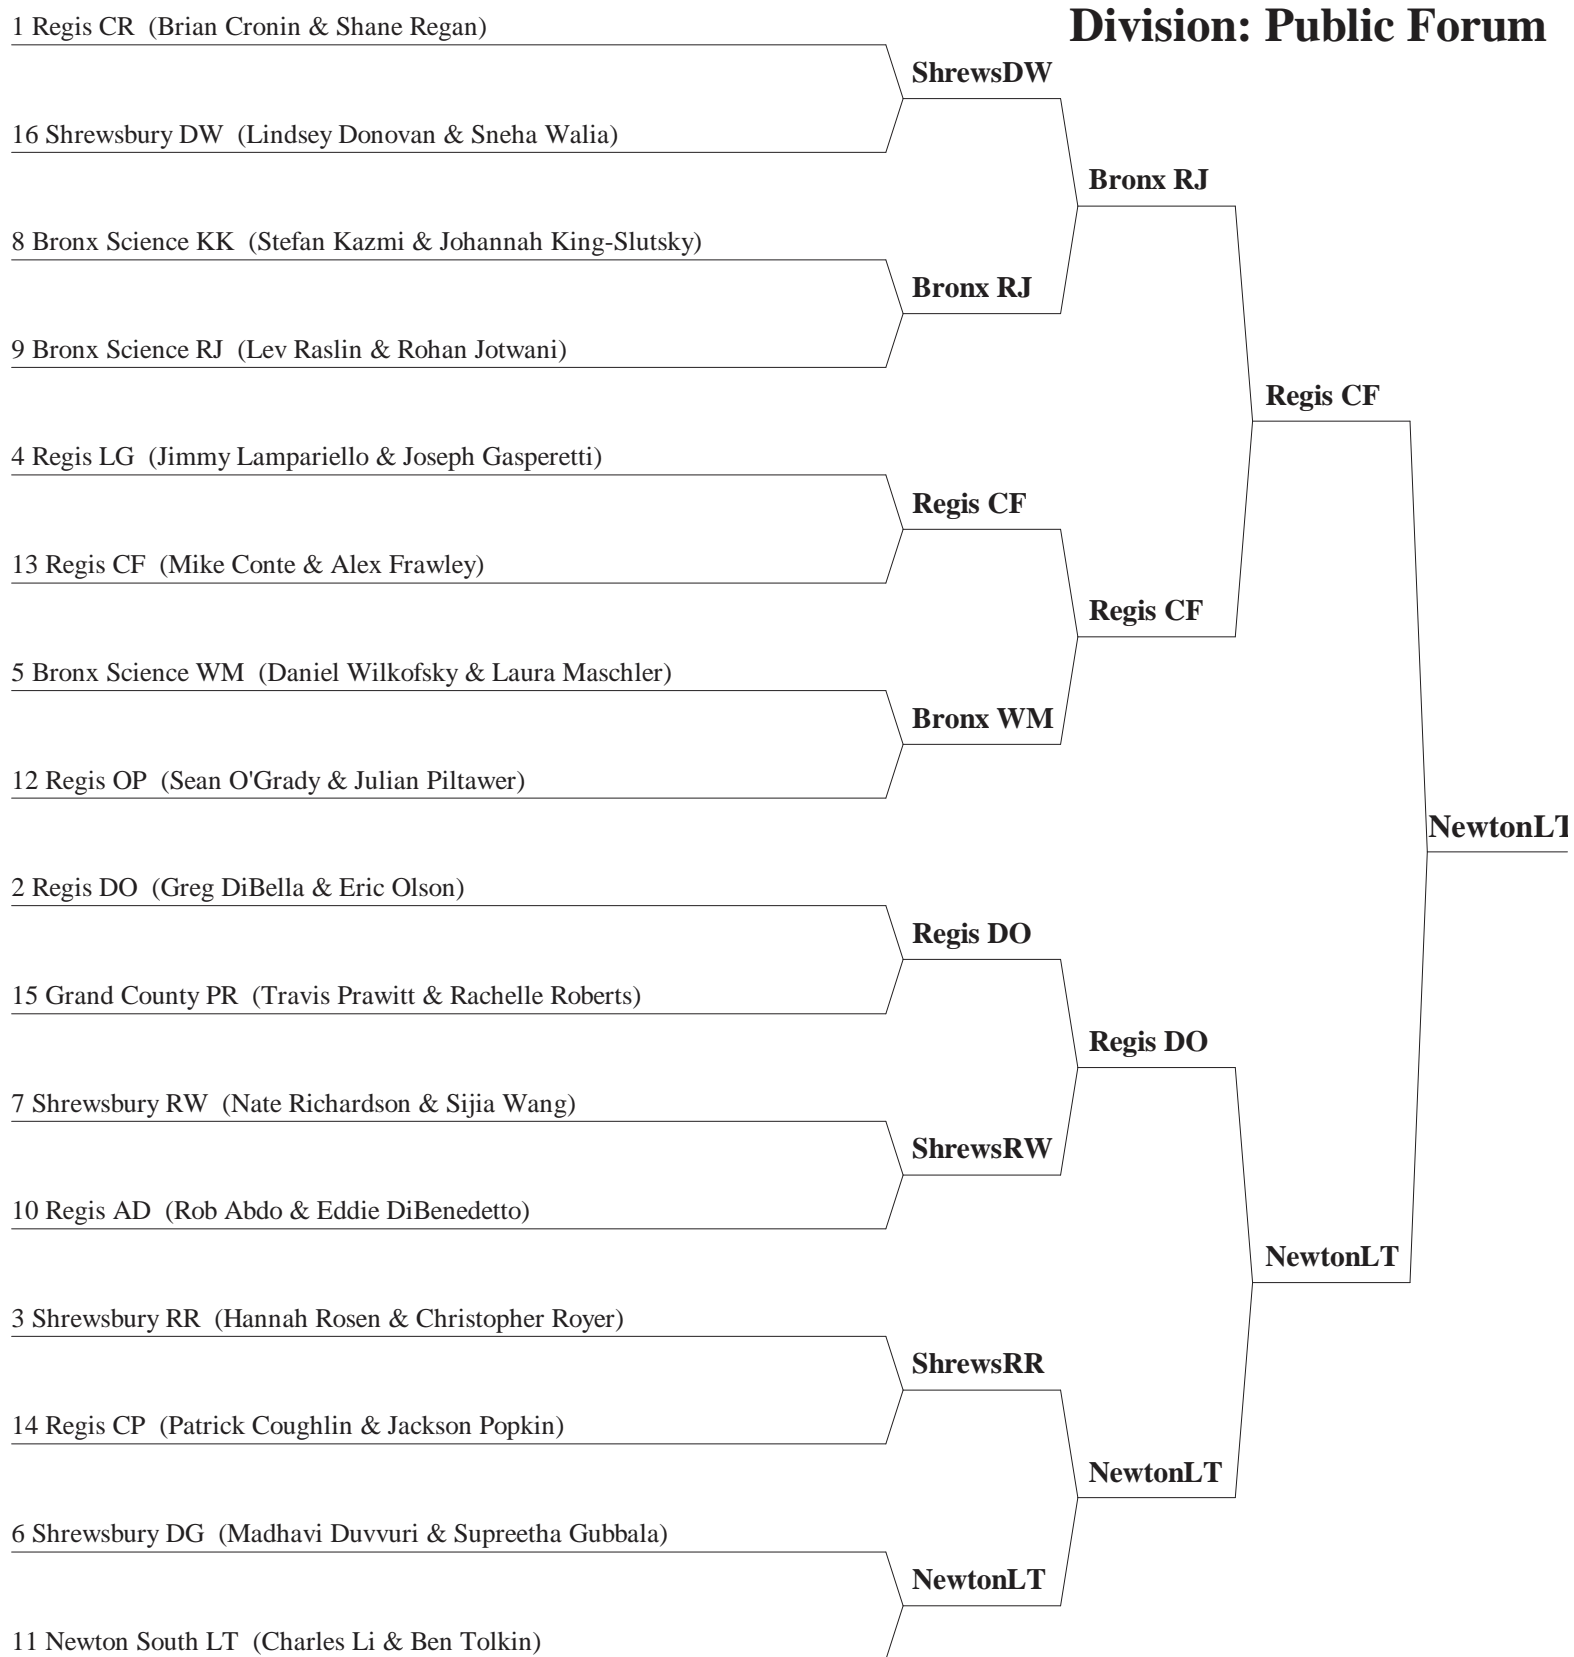 Division: Public Forum
1 Regis CR (Brian Cronin & Shane Regan)
ShrewsDW
16 Shrewsbury DW (Lindsey Donovan & Sneha Walia)
Bronx RJ
8 Bronx Science KK (Stefan Kazmi & Johannah King-Slutsky)
Bronx RJ
9 Bronx Science RJ (Lev Raslin & Rohan Jotwani)
Regis CF
4 Regis LG (Jimmy Lampariello & Joseph Gasperetti)
Regis CF
13 Regis CF (Mike Conte & Alex Frawley)
Regis CF
5 Bronx Science WM (Daniel Wilkofsky & Laura Maschler)
Bronx WM
12 Regis OP (Sean O'Grady & Julian Piltawer)
NewtonLT
2 Regis DO (Greg DiBella & Eric Olson)
Regis DO
15 Grand County PR (Travis Prawitt & Rachelle Roberts)
Regis DO
7 Shrewsbury RW (Nate Richardson & Sijia Wang)
ShrewsRW
10 Regis AD (Rob Abdo & Eddie DiBenedetto)
NewtonLT
3 Shrewsbury RR (Hannah Rosen & Christopher Royer)
ShrewsRR
14 Regis CP (Patrick Coughlin & Jackson Popkin)
NewtonLT
6 Shrewsbury DG (Madhavi Duvvuri & Supreetha Gubbala)
NewtonLT
11 Newton South LT (Charles Li & Ben Tolkin)